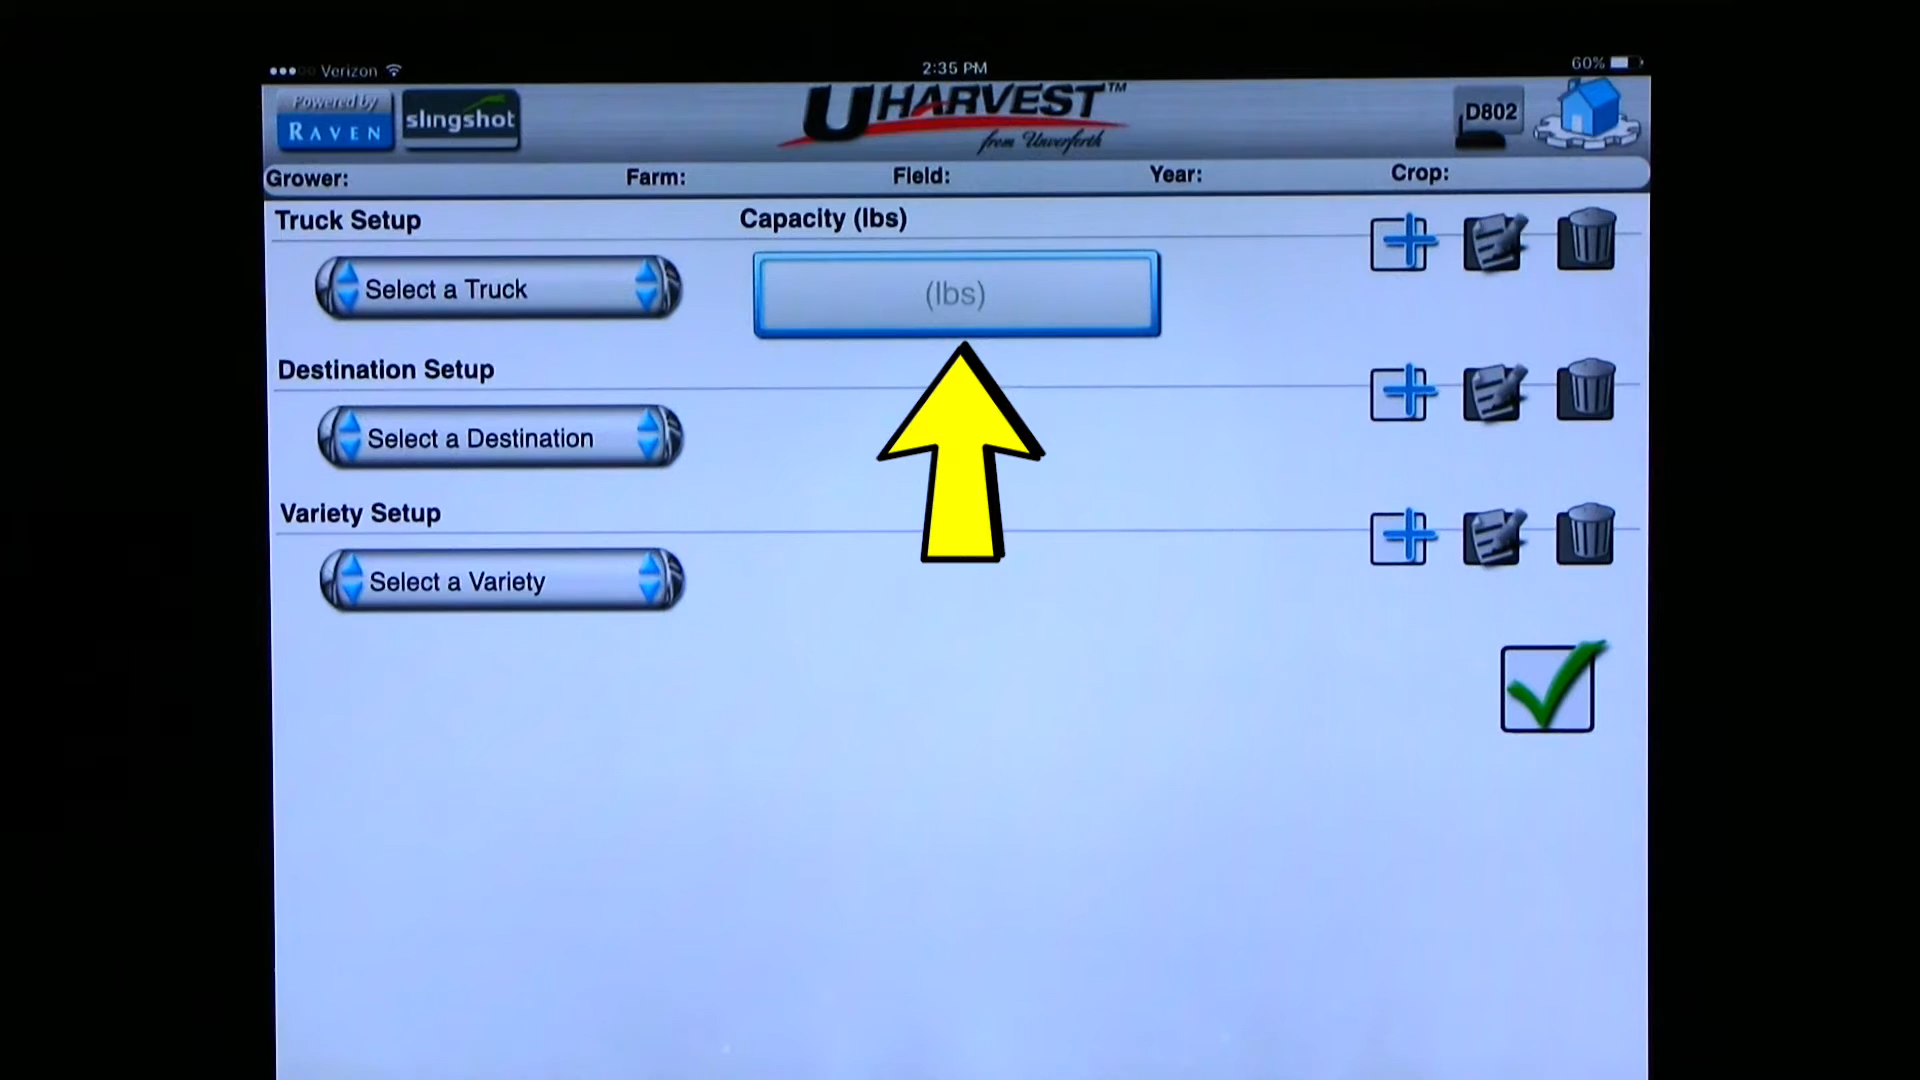 Verizon 2:35 PM 60%
Powered by
RAVEN
slingshot
UHARVEST™
from Unverferth
D802
Grower: Farm: Field: Year: Crop:
Truck Setup Capacity (lbs)
Select a Truck (lbs)
Destination Setup
Select a Destination
Variety Setup
Select a Variety